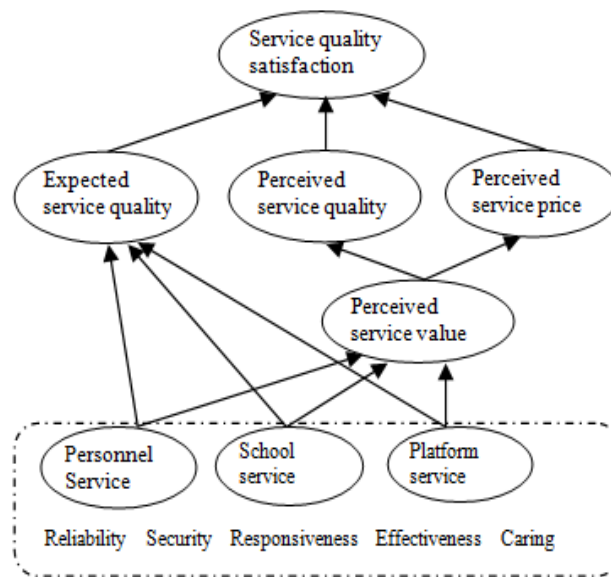 Service quality
satisfaction
Expected
service quality
Perceived
service quality
Perceived
service price
Perceived
service value
Personnel
Service
School
service
Platform
service
Reliability Security Responsiveness Effectiveness Caring